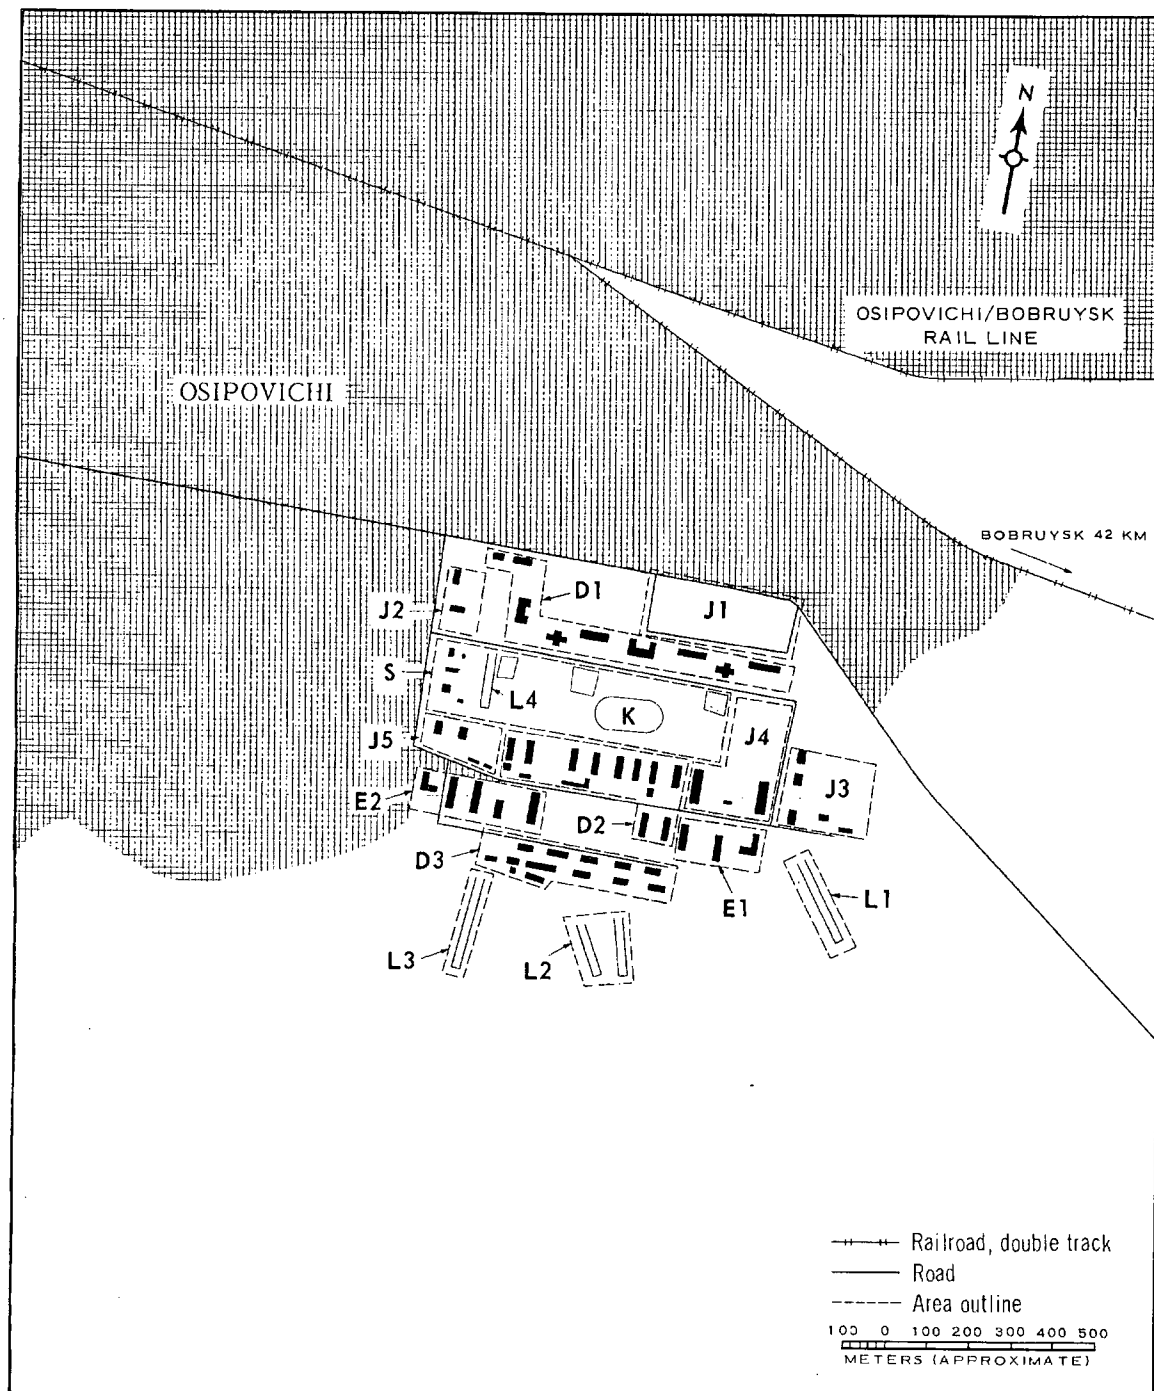 N
OSIPOVICHI/BOBRUYSK
RAIL LINE
OSIPOVICHI
BOBRUYSK 42 KM
D1
J1
J2
S
L4
K
J4
J5
J3
E2
D2
D3
E1
L1
L3
L2
Railroad, double track
Road
Area outline
100 0 100 200 300 400 500
METERS (APPROXIMATE)